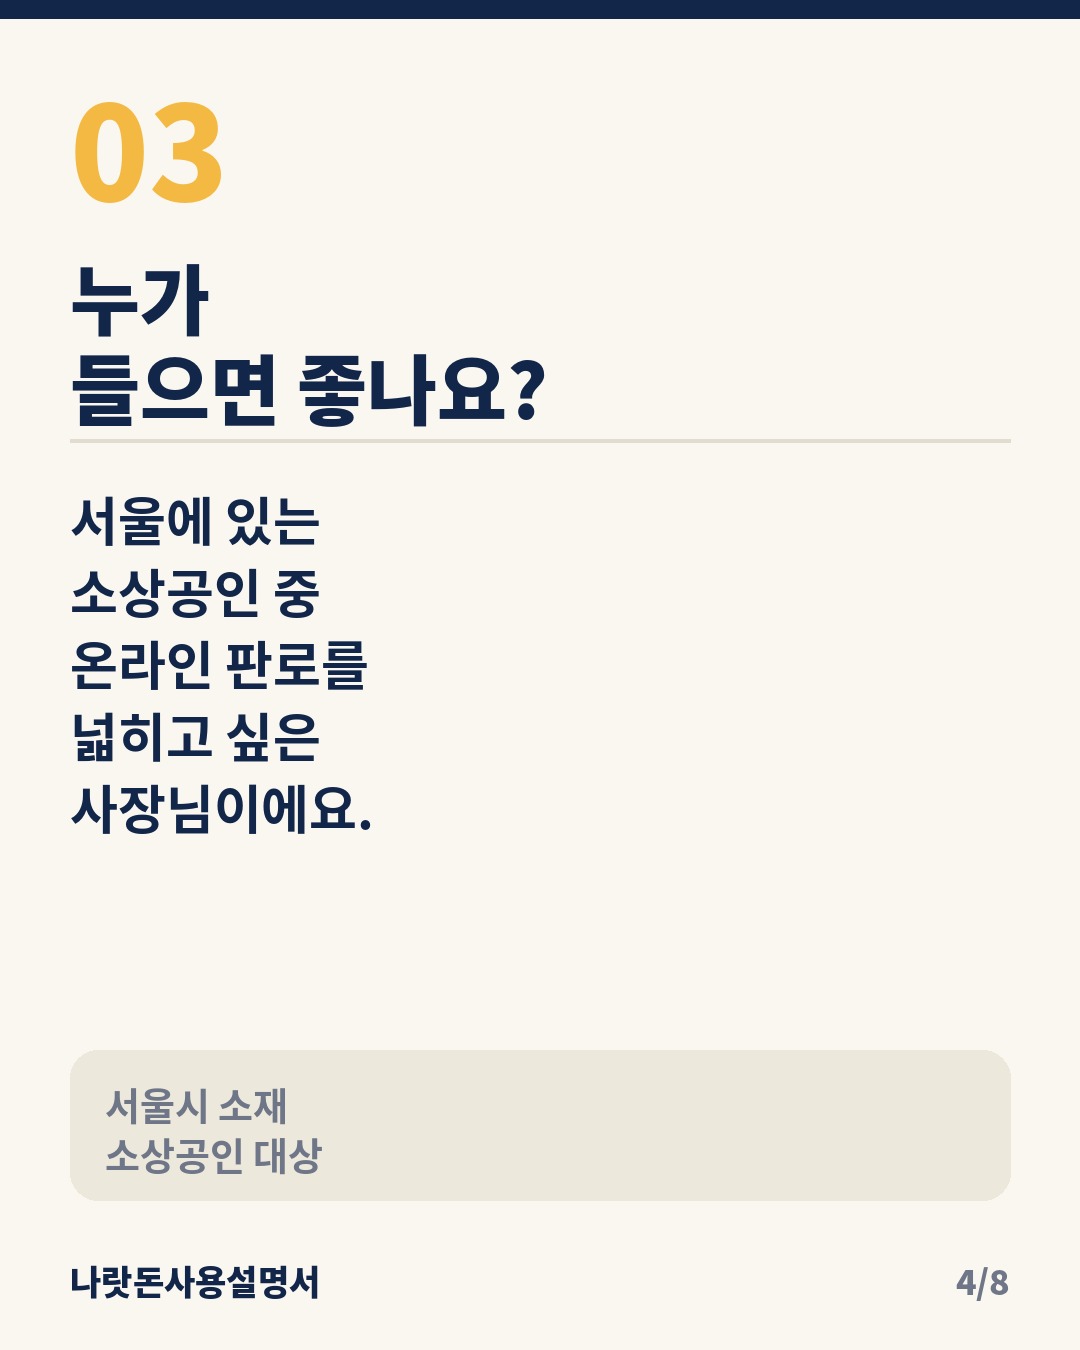 03
누가
들으면 좋나요?
서울에 있는
소상공인 중
온라인 판로를
넓히고 싶은
사장님이에요.
서울시 소재
소상공인 대상
나랏돈사용설명서
4/8